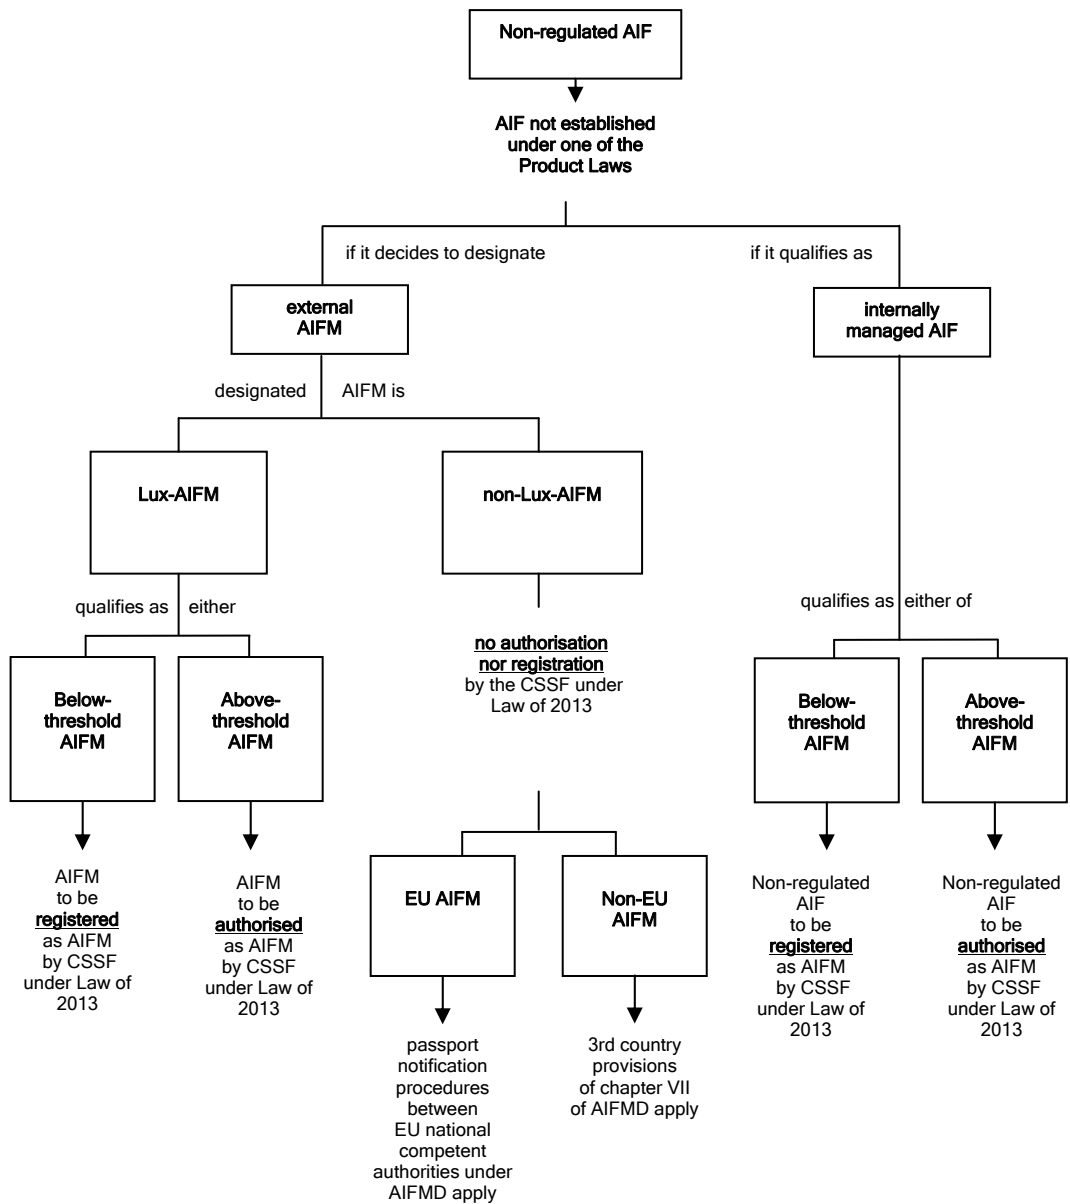 Non-regulated AIF
AIF not established
under one of the
Product Laws
if it decides to designate
if it qualifies as
external
AIFM
internally
managed AIF
designated
AIFM is
Lux-AIFM
non-Lux-AIFM
qualifies as
either
qualifies as
either of
no authorisation
nor registration
by the CSSF under
Law of 2013
Below-
threshold
AIFM
Above-
threshold
AIFM
Below-
threshold
AIFM
Above-
threshold
AIFM
AIFM
to be
registered
as AIFM
by CSSF
under Law of
2013
AIFM
to be
authorised
as AIFM
by CSSF
under Law of
2013
EU AIFM
Non-EU
AIFM
Non-regulated
AIF
to be
registered
as AIFM
by CSSF
under Law of
2013
Non-regulated
AIF
to be
authorised
as AIFM
by CSSF
under Law of
2013
passport
notification
procedures
between
EU national
competent
authorities under
AIFMD apply
3rd country
provisions
of chapter VII
of AIFMD apply